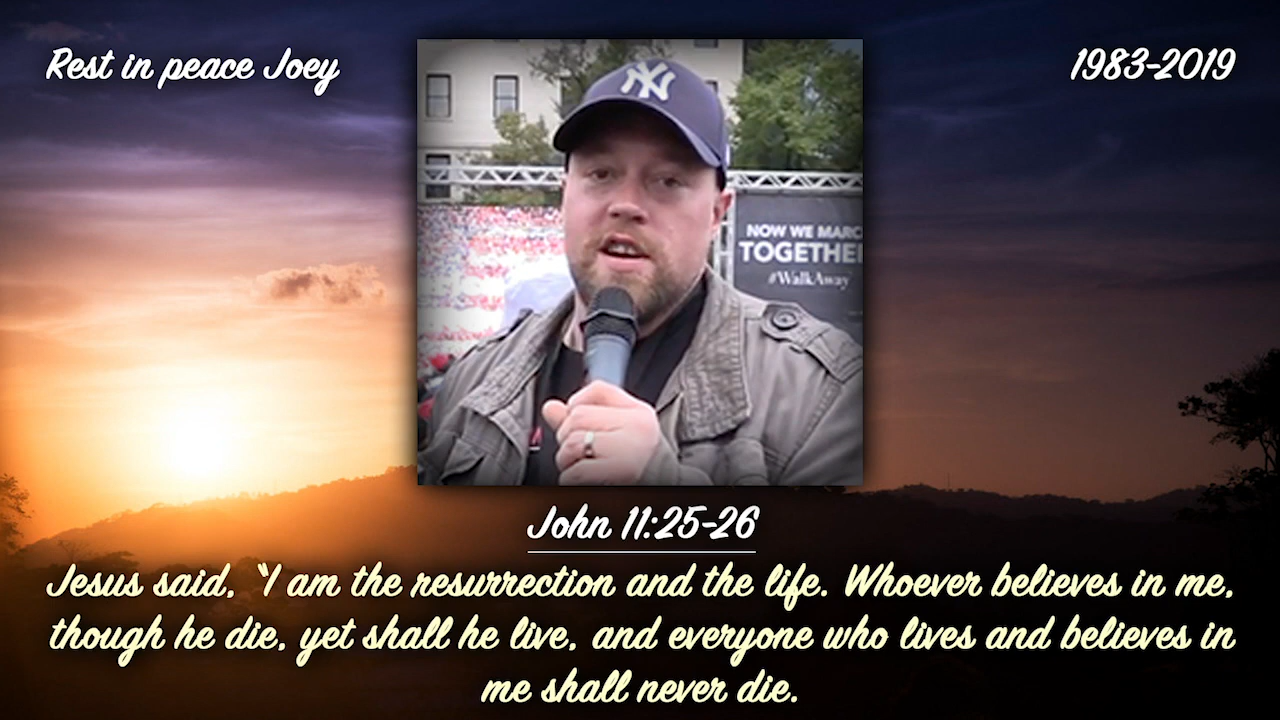 Rest in peace Joey
1983-2019
NY
NOW WE MARC
TOGETHE
#WalkAway
John 11:25-26
Jesus said, “I am the resurrection and the life. Whoever believes in me,
though he die, yet shall he live, and everyone who lives and believes in
me shall never die.